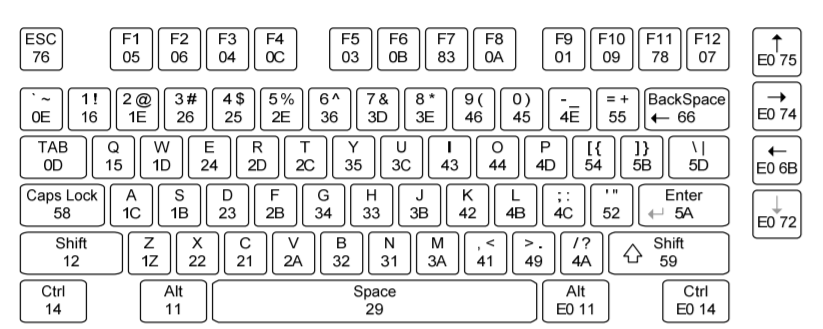 ESC F1 F2 F3 F4 F5 F6 F7 F8 F9 F10 F11 F12 ↑
76 05 06 04 0C 03 0B 83 0A 01 09 78 07 E0 75
` ~ 1 ! 2 @ 3 # 4 $ 5 % 6 ^ 7 & 8 * 9 ( 0 ) - _ = + BackSpace →
0E 16 1E 26 25 2E 36 3D 3E 46 45 4E 55 ← 66 E0 74
TAB Q W E R T Y U I O P [ { ] } \ | ←
0D 15 1D 24 2D 2C 35 3C 43 44 4D 54 5B 5D E0 6B
Caps Lock A S D F G H J K L ; : ' " Enter ↓
58 1C 1B 23 2B 34 33 3B 42 4B 4C 52 ↵ 5A E0 72
Shift Z X C V B N M , < > . / ? ⇧ Shift
12 1Z 22 21 2A 32 31 3A 41 49 4A 59
Ctrl Alt Space Alt Ctrl
14 11 29 E0 11 E0 14